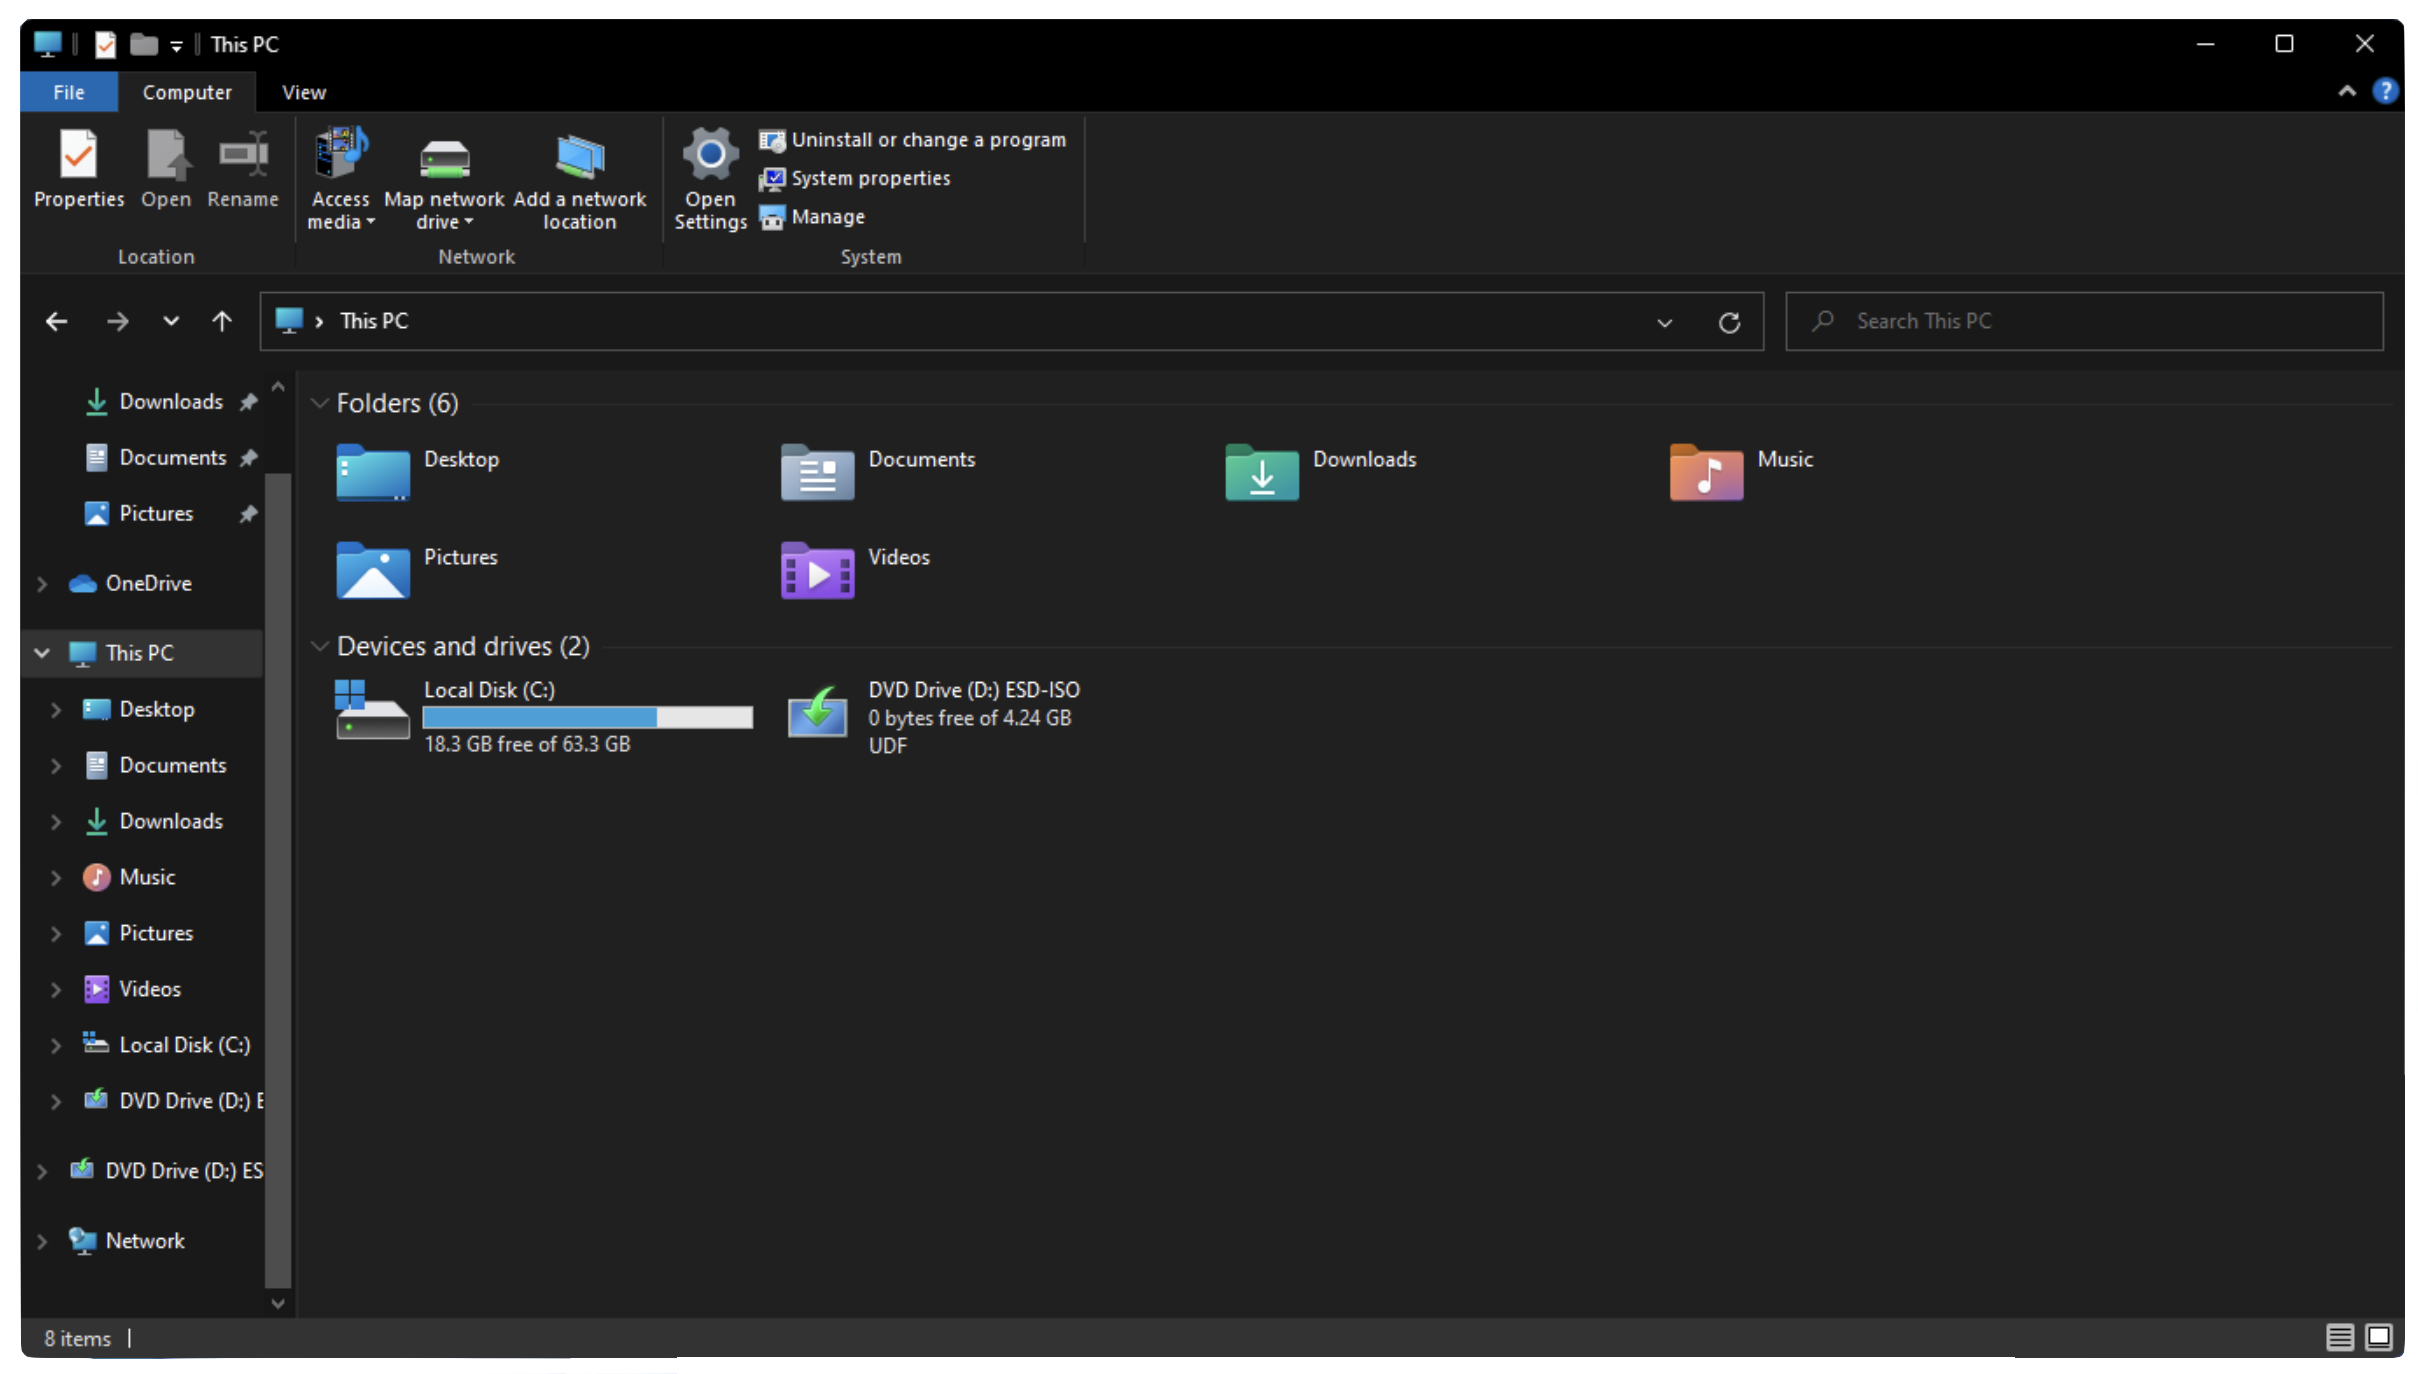 This PC
File
Computer
View
Properties
Open
Rename
Access
media
Map network
drive
Add a network
location
Open
Settings
Uninstall or change a program
System properties
Manage
Location
Network
System
This PC
Search This PC
Downloads
Documents
Pictures
OneDrive
This PC
Desktop
Documents
Downloads
Music
Pictures
Videos
Local Disk (C:)
DVD Drive (D:) E
DVD Drive (D:) ES
Network
Folders (6)
Desktop
Documents
Downloads
Music
Pictures
Videos
Devices and drives (2)
Local Disk (C:)
18.3 GB free of 63.3 GB
DVD Drive (D:) ESD-ISO
0 bytes free of 4.24 GB
UDF
8 items